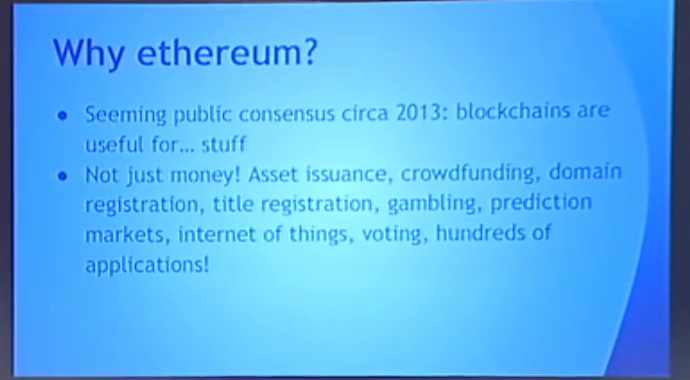 Why ethereum?
• Seeming public consensus circa 2013: blockchains are
useful for... stuff
• Not just money! Asset issuance, crowdfunding, domain
registration, title registration, gambling, prediction
markets, internet of things, voting, hundreds of
applications!